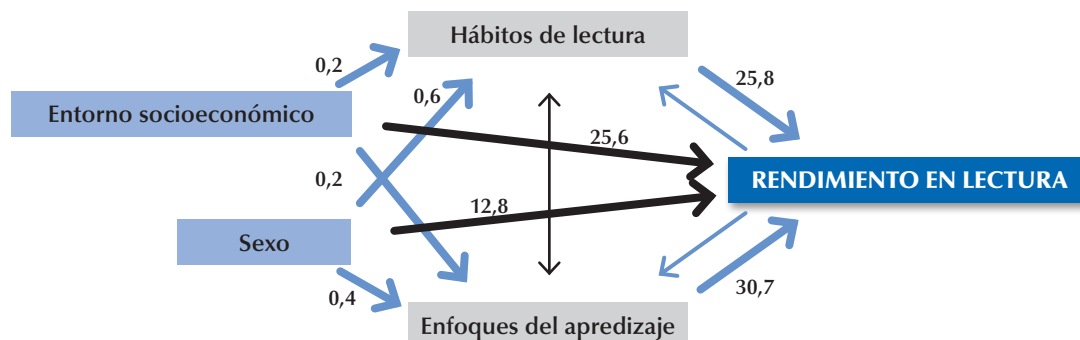 Hábitos de lectura
0,2
25,8
0,6
Entorno socioeconómico
25,6
0,2
RENDIMIENTO EN LECTURA
12,8
Sexo
0,4
30,7
Enfoques del apredizaje